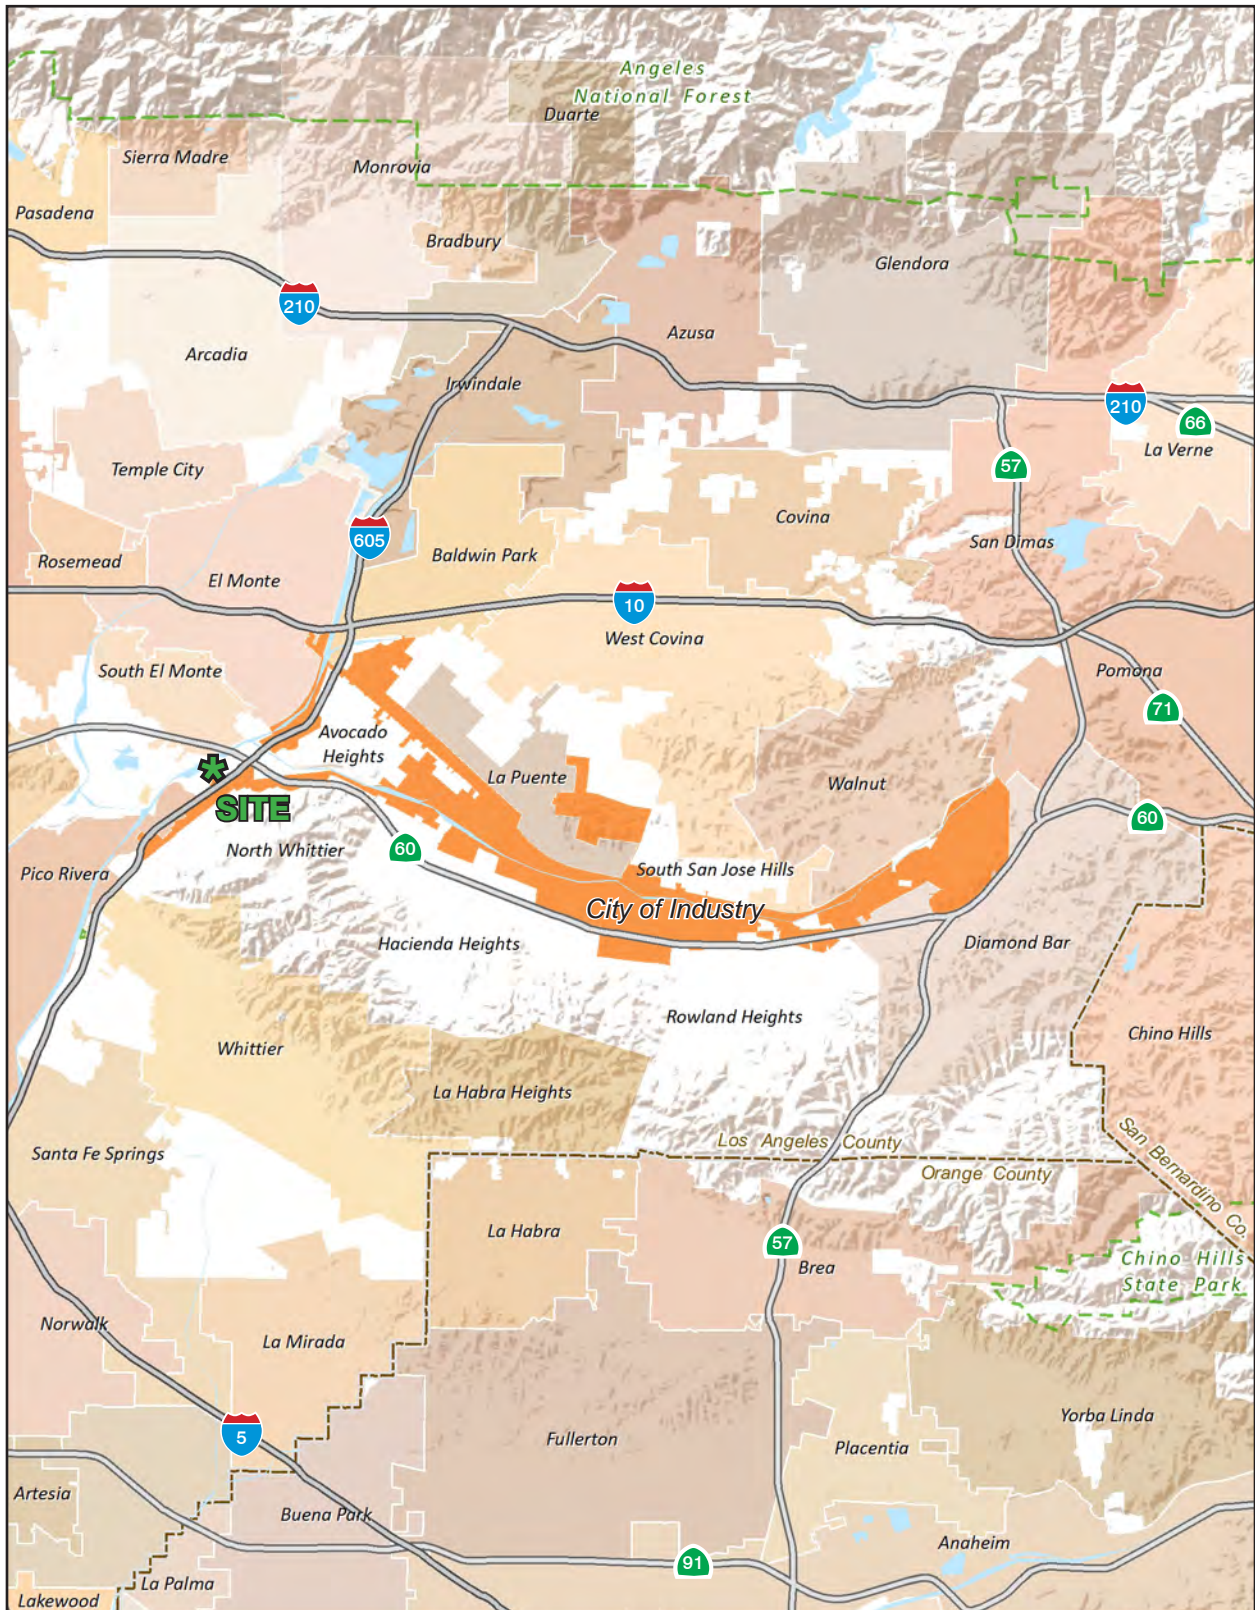 Angeles
National Forest
Duarte
Sierra Madre
Monrovia
Pasadena
Bradbury
Glendora
210
Azusa
Arcadia
Irwindale
210
66
La Verne
57
Temple City
Covina
605
San Dimas
Baldwin Park
Rosemead
El Monte
10
West Covina
South El Monte
Pomona
71
Avocado
Heights
La Puente
Walnut
SITE
60
60
North Whittier
Pico Rivera
South San Jose Hills
City of Industry
Hacienda Heights
Diamond Bar
Rowland Heights
Chino Hills
Whittier
La Habra Heights
Los Angeles County
Santa Fe Springs
Orange County
San Bernardino Co.
La Habra
57
Brea
Chino Hills
State Park
Norwalk
La Mirada
5
Fullerton
Yorba Linda
Placentia
Artesia
Buena Park
Anaheim
91
La Palma
Lakewood